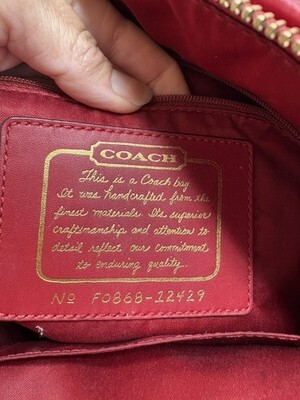 COACH
This is a Coach bag
It was handcrafted from the
finest materials. Its superior
craftsmanship and attention to
detail reflect our commitment
to enduring quality...
No F0868-12429